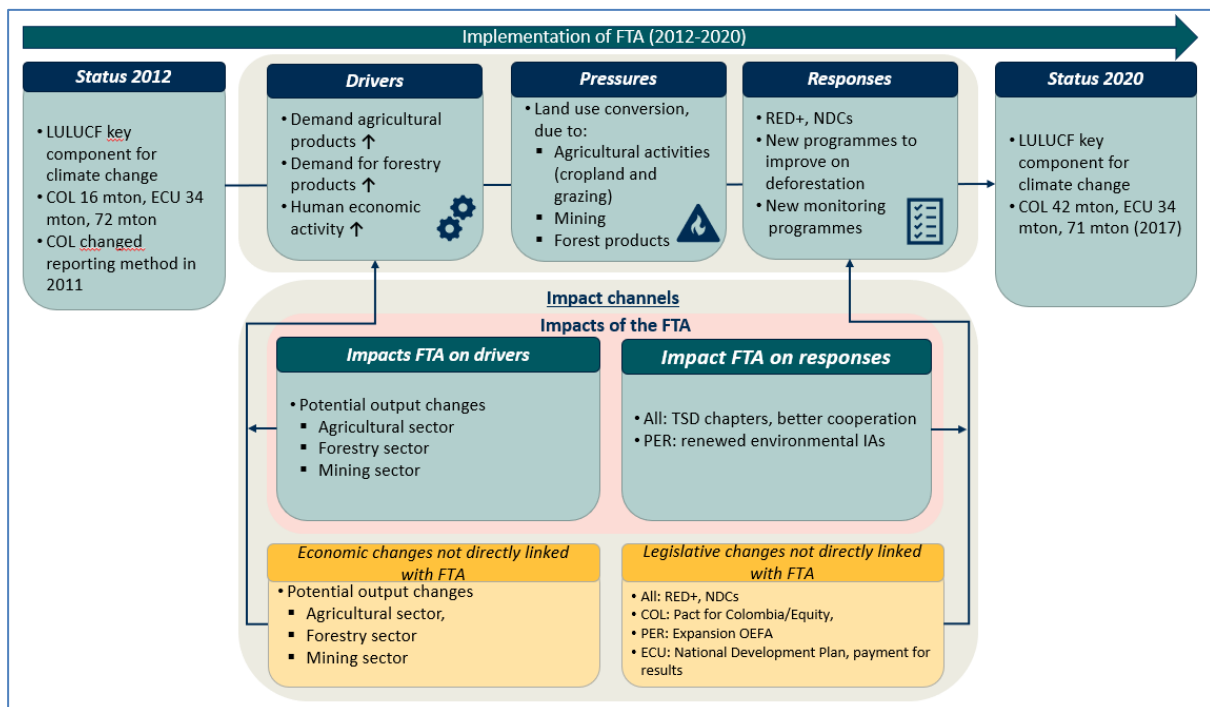 Implementation of FTA (2012-2020)
Status 2012
• LULUCF key
component for
climate change
• COL 16 mton, ECU 34
mton, 72 mton
• COL changed
reporting method in
2011
Drivers
• Demand agricultural
products ↑
• Demand for forestry
products ↑
• Human economic
activity ↑
Pressures
• Land use conversion,
due to:
▪ Agricultural activities
(cropland and
grazing)
▪ Mining
▪ Forest products
Responses
• RED+, NDCs
• New programmes to
improve on
deforestation
• New monitoring
programmes
Status 2020
• LULUCF key
component for
climate change
• COL 42 mton, ECU 34
mton, 71 mton (2017)
Impact channels
Impacts of the FTA
Impacts FTA on drivers
• Potential output changes
▪ Agricultural sector
▪ Forestry sector
▪ Mining sector
Impact FTA on responses
• All: TSD chapters, better cooperation
• PER: renewed environmental IAs
Economic changes not directly linked
with FTA
• Potential output changes
▪ Agricultural sector,
▪ Forestry sector
▪ Mining sector
Legislative changes not directly linked
with FTA
• All: RED+, NDCs
• COL: Pact for Colombia/Equity,
• PER: Expansion OEFA
• ECU: National Development Plan, payment for
results